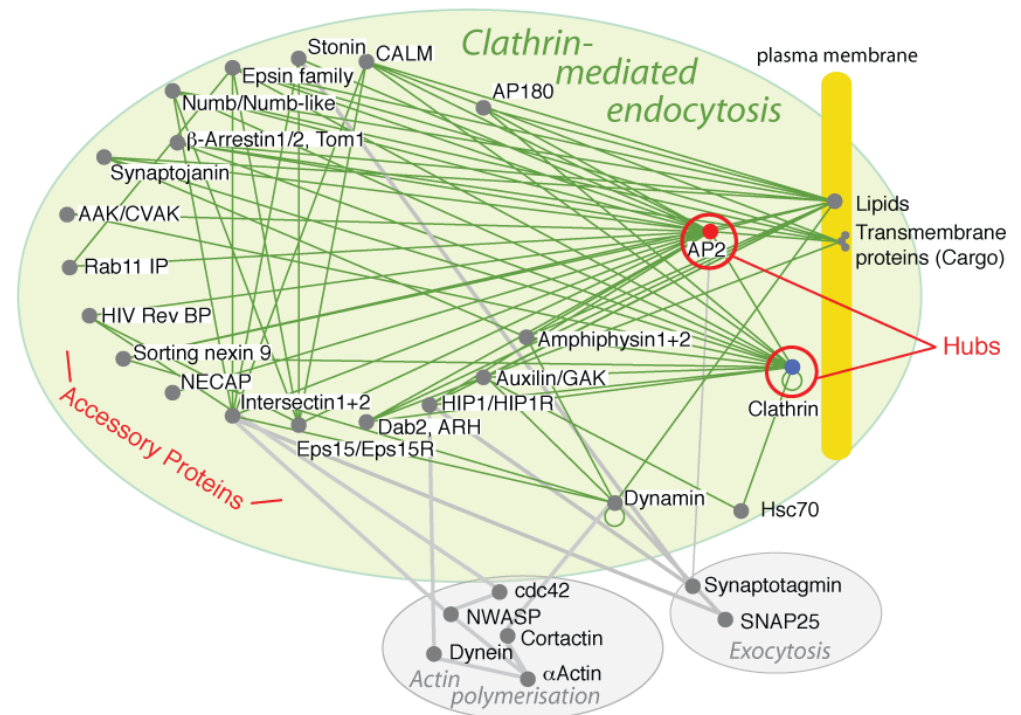 Clathrin-
mediated
endocytosis
plasma membrane
Stonin
CALM
Epsin family
AP180
Numb/Numb-like
β-Arrestin1/2, Tom1
Synaptojanin
AAK/CVAK
Lipids
Transmembrane
proteins (Cargo)
AP2
Rab11 IP
HIV Rev BP
Amphiphysin1+2
Hubs
Sorting nexin 9
Auxilin/GAK
NECAP
Intersectin1+2
HIP1/HIP1R
Clathrin
Dab2, ARH
Eps15/Eps15R
Accessory Proteins
Dynamin
Hsc70
cdc42
Synaptotagmin
NWASP
SNAP25
Cortactin
Dynein
Exocytosis
αActin
Actin
polymerisation